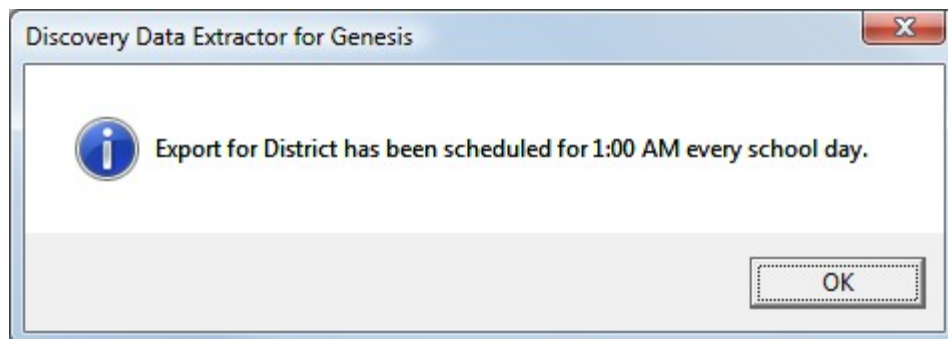 Discovery Data Extractor for Genesis
Export for District has been scheduled for 1:00 AM every school day.
OK